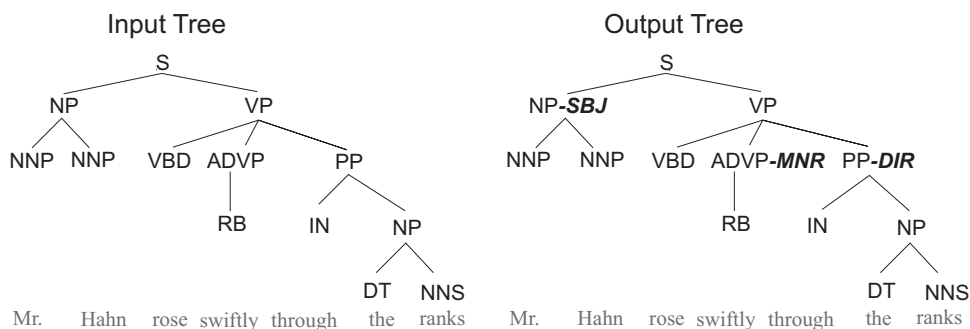 Input Tree Output Tree
S S
NP VP NP-SBJ VP
NNP NNP VBD ADVP PP NNP NNP VBD ADVP-MNR PP-DIR
RB IN NP RB IN NP
DT NNS DT NNS
Mr. Hahn rose swiftly through the ranks Mr. Hahn rose swiftly through the ranks